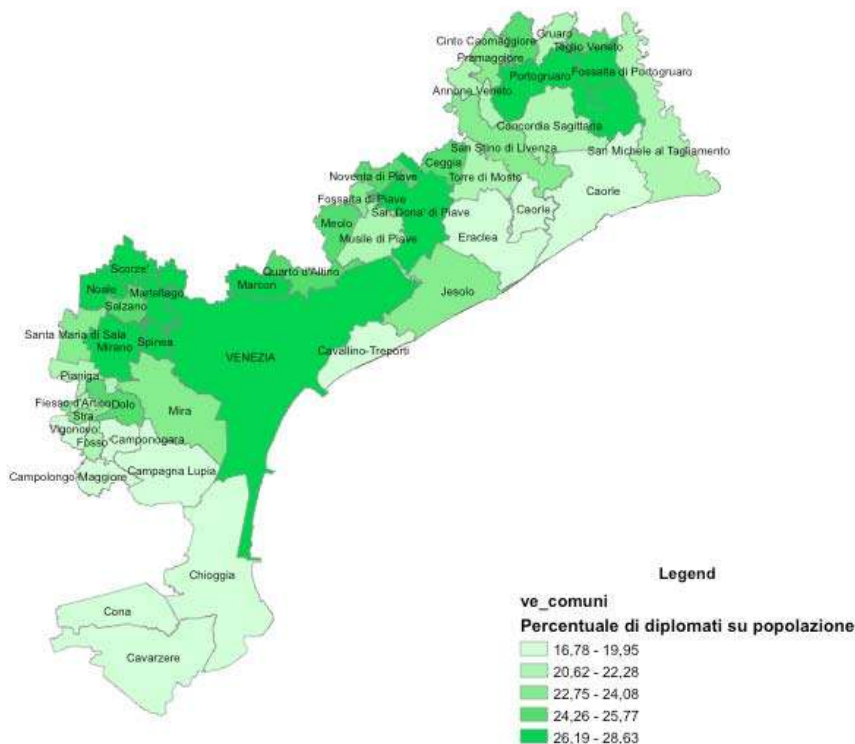 Gruaro
Cinto Caomaggiore
Teglio Veneto
Pramaggiore
Portogruaro
Fossalta di Portogruaro
Annone Veneto
Concordia Sagittaria
San Stino di Livenza
San Michele al Tagliamento
Ceggia
Noventa di Piave
Torre di Mosto
Caorle
Fossalta di Piave
Caorle
San Dona' di Piave
Meolo
Musile di Piave
Eraclea
Scorze'
Quarto d'Altino
Noale
Martellago
Marcon
Jesolo
Salzano
Santa Maria di Sala
Mirano
Spinea
Cavallino-Treporti
VENEZIA
Pianiga
Fiesso d'Artico
Dolo
Mira
Stra
Vigonovo
Fosso'
Camponogara
Campagna Lupia
Campolongo Maggiore
Chioggia
Legend
ve_comuni
Cona
Percentuale di diplomati su popolazione
16,78 - 19,95
Cavarzere
20,62 - 22,28
22,75 - 24,08
24,26 - 25,77
26,19 - 28,63